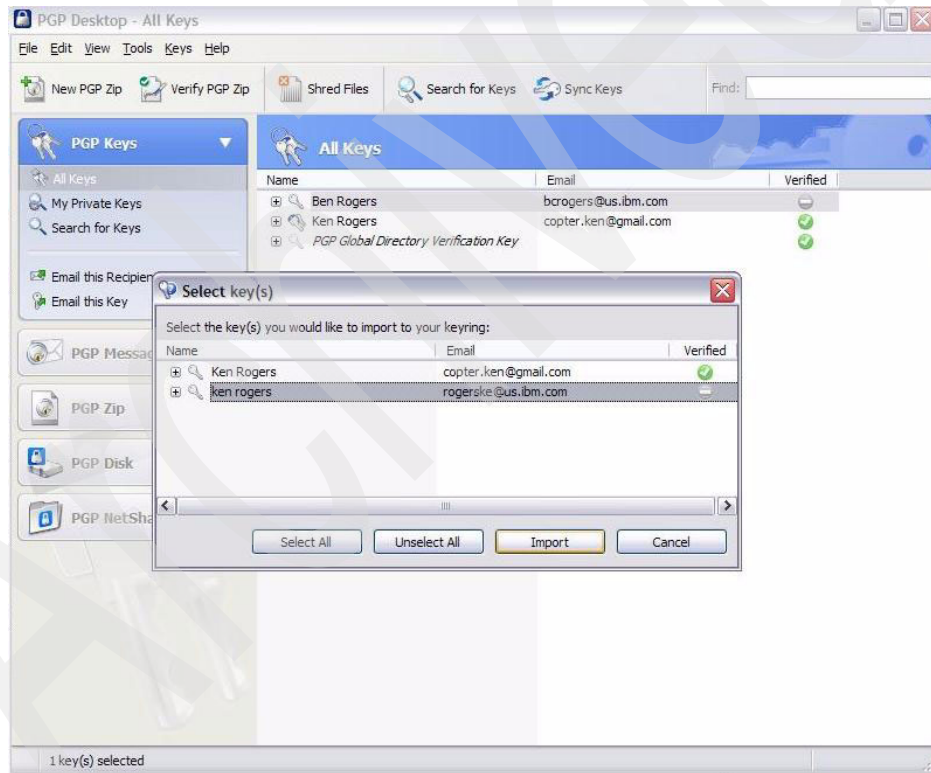 PGP Desktop - All Keys
File Edit View Tools Keys Help
New PGP Zip Verify PGP Zip Shred Files Search for Keys Sync Keys Find:
PGP Keys
All Keys
My Private Keys
Search for Keys
Email this Recipien
Email this Key
PGP Messag
PGP Zip
PGP Disk
PGP NetSha
All Keys
Name Email Verified
Ben Rogers bcrogers@us.ibm.com
Ken Rogers copter.ken@gmail.com
PGP Global Directory Verification Key
Select key(s)
Select the key(s) you would like to import to your keyring:
Name Email Verified
Ken Rogers copter.ken@gmail.com
ken rogers rogerske@us.ibm.com
Select All Unselect All Import Cancel
1 key(s) selected